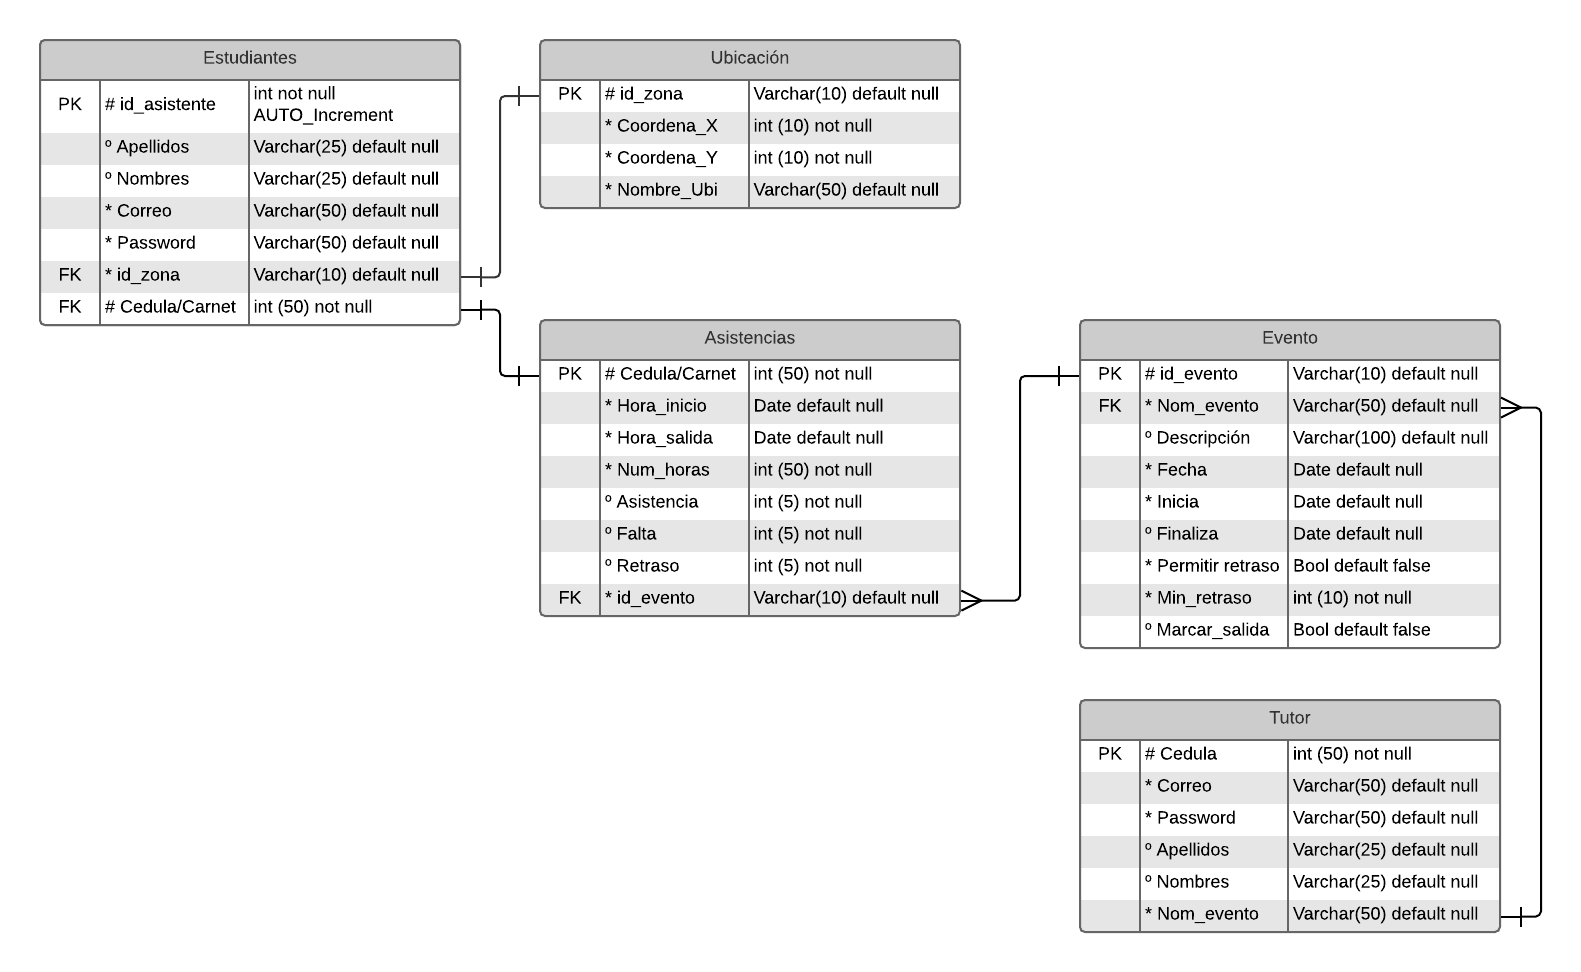 Estudiantes
PK # id_asistente int not null
AUTO_Increment
º Apellidos Varchar(25) default null
º Nombres Varchar(25) default null
* Correo Varchar(50) default null
* Password Varchar(50) default null
FK * id_zona Varchar(10) default null
FK # Cedula/Carnet int (50) not null
Ubicación
PK # id_zona Varchar(10) default null
* Coordena_X int (10) not null
* Coordena_Y int (10) not null
* Nombre_Ubi Varchar(50) default null
Asistencias
PK # Cedula/Carnet int (50) not null
* Hora_inicio Date default null
* Hora_salida Date default null
* Num_horas int (50) not null
º Asistencia int (5) not null
º Falta int (5) not null
º Retraso int (5) not null
FK * id_evento Varchar(10) default null
Evento
PK # id_evento Varchar(10) default null
FK * Nom_evento Varchar(50) default null
º Descripción Varchar(100) default null
* Fecha Date default null
* Inicia Date default null
º Finaliza Date default null
* Permitir retraso Bool default false
* Min_retraso int (10) not null
º Marcar_salida Bool default false
Tutor
PK # Cedula int (50) not null
* Correo Varchar(50) default null
* Password Varchar(50) default null
º Apellidos Varchar(25) default null
º Nombres Varchar(25) default null
* Nom_evento Varchar(50) default null